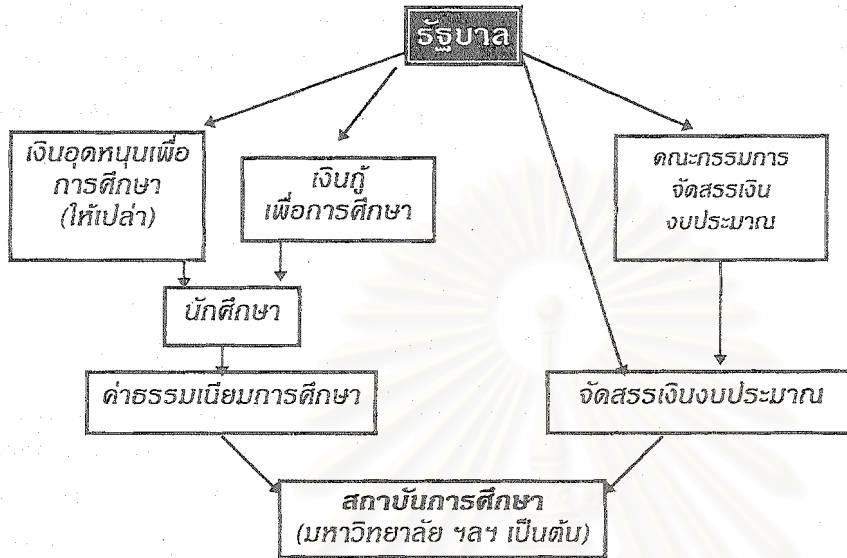 รัฐบาล
เงินอุดหนุนเพื่อ
การศึกษา
(ให้เปล่า)
เงินกู้
เพื่อการศึกษา
คณะกรรมการ
จัดสรรเงิน
งบประมาณ
นักศึกษา
ค่าธรรมเนียมการศึกษา
จัดสรรเงินงบประมาณ
สถาบันการศึกษา
(มหาวิทยาลัย ฯลฯ เป็นต้น)